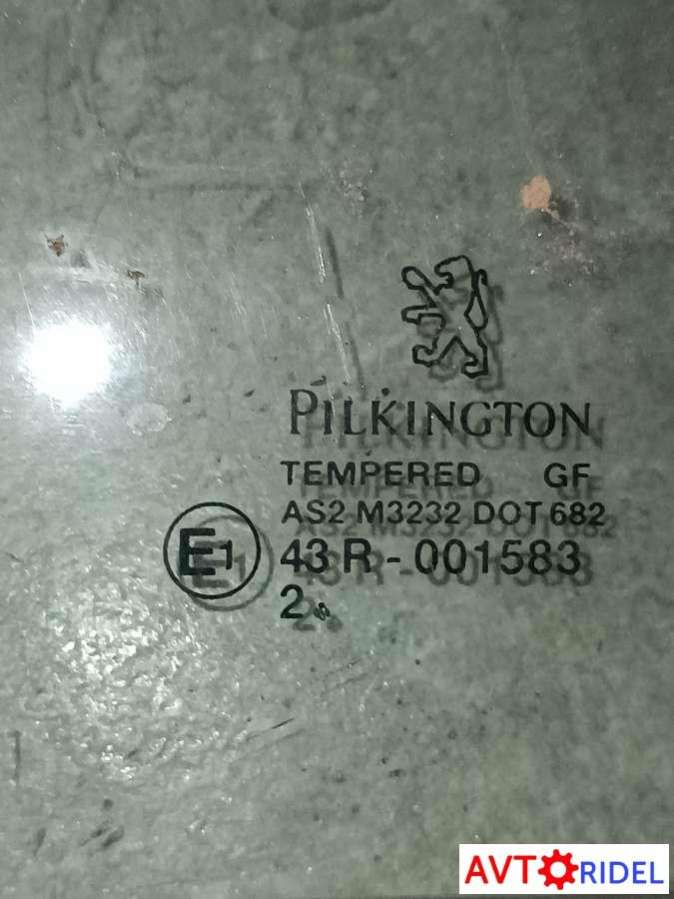 PILKINGTON
TEMPERED GF
AS2 M3232 DOT 682
E1 43 R - 001583
2
AVTORIDEL